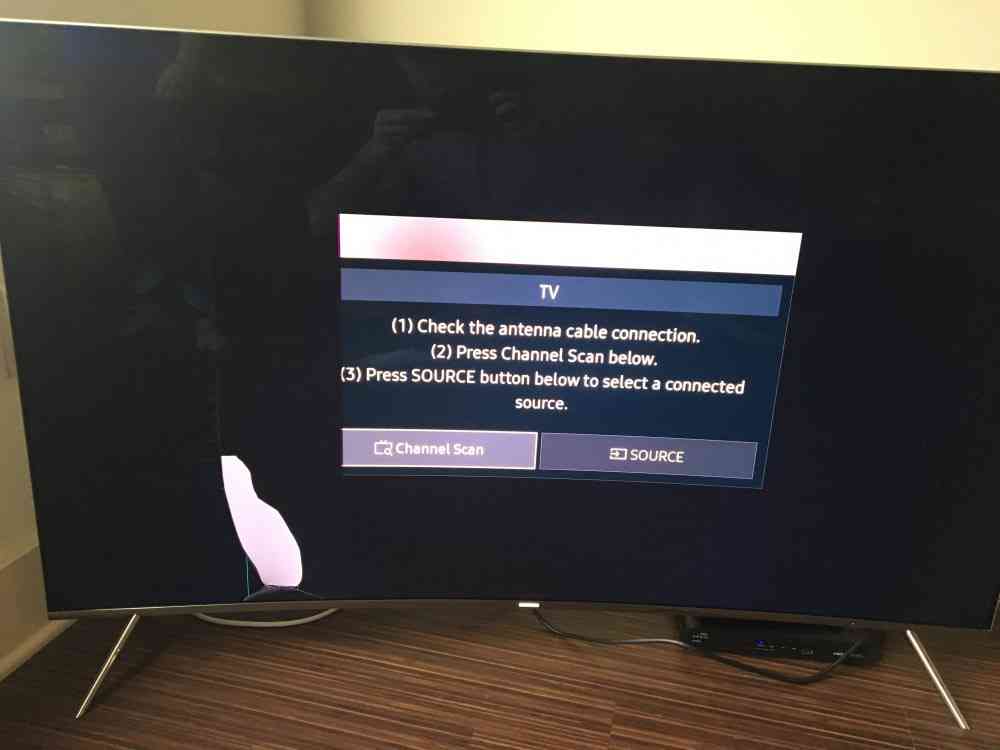 TV
(1) Check the antenna cable connection.
(2) Press Channel Scan below.
(3) Press SOURCE button below to select a connected
source.
Channel Scan
SOURCE